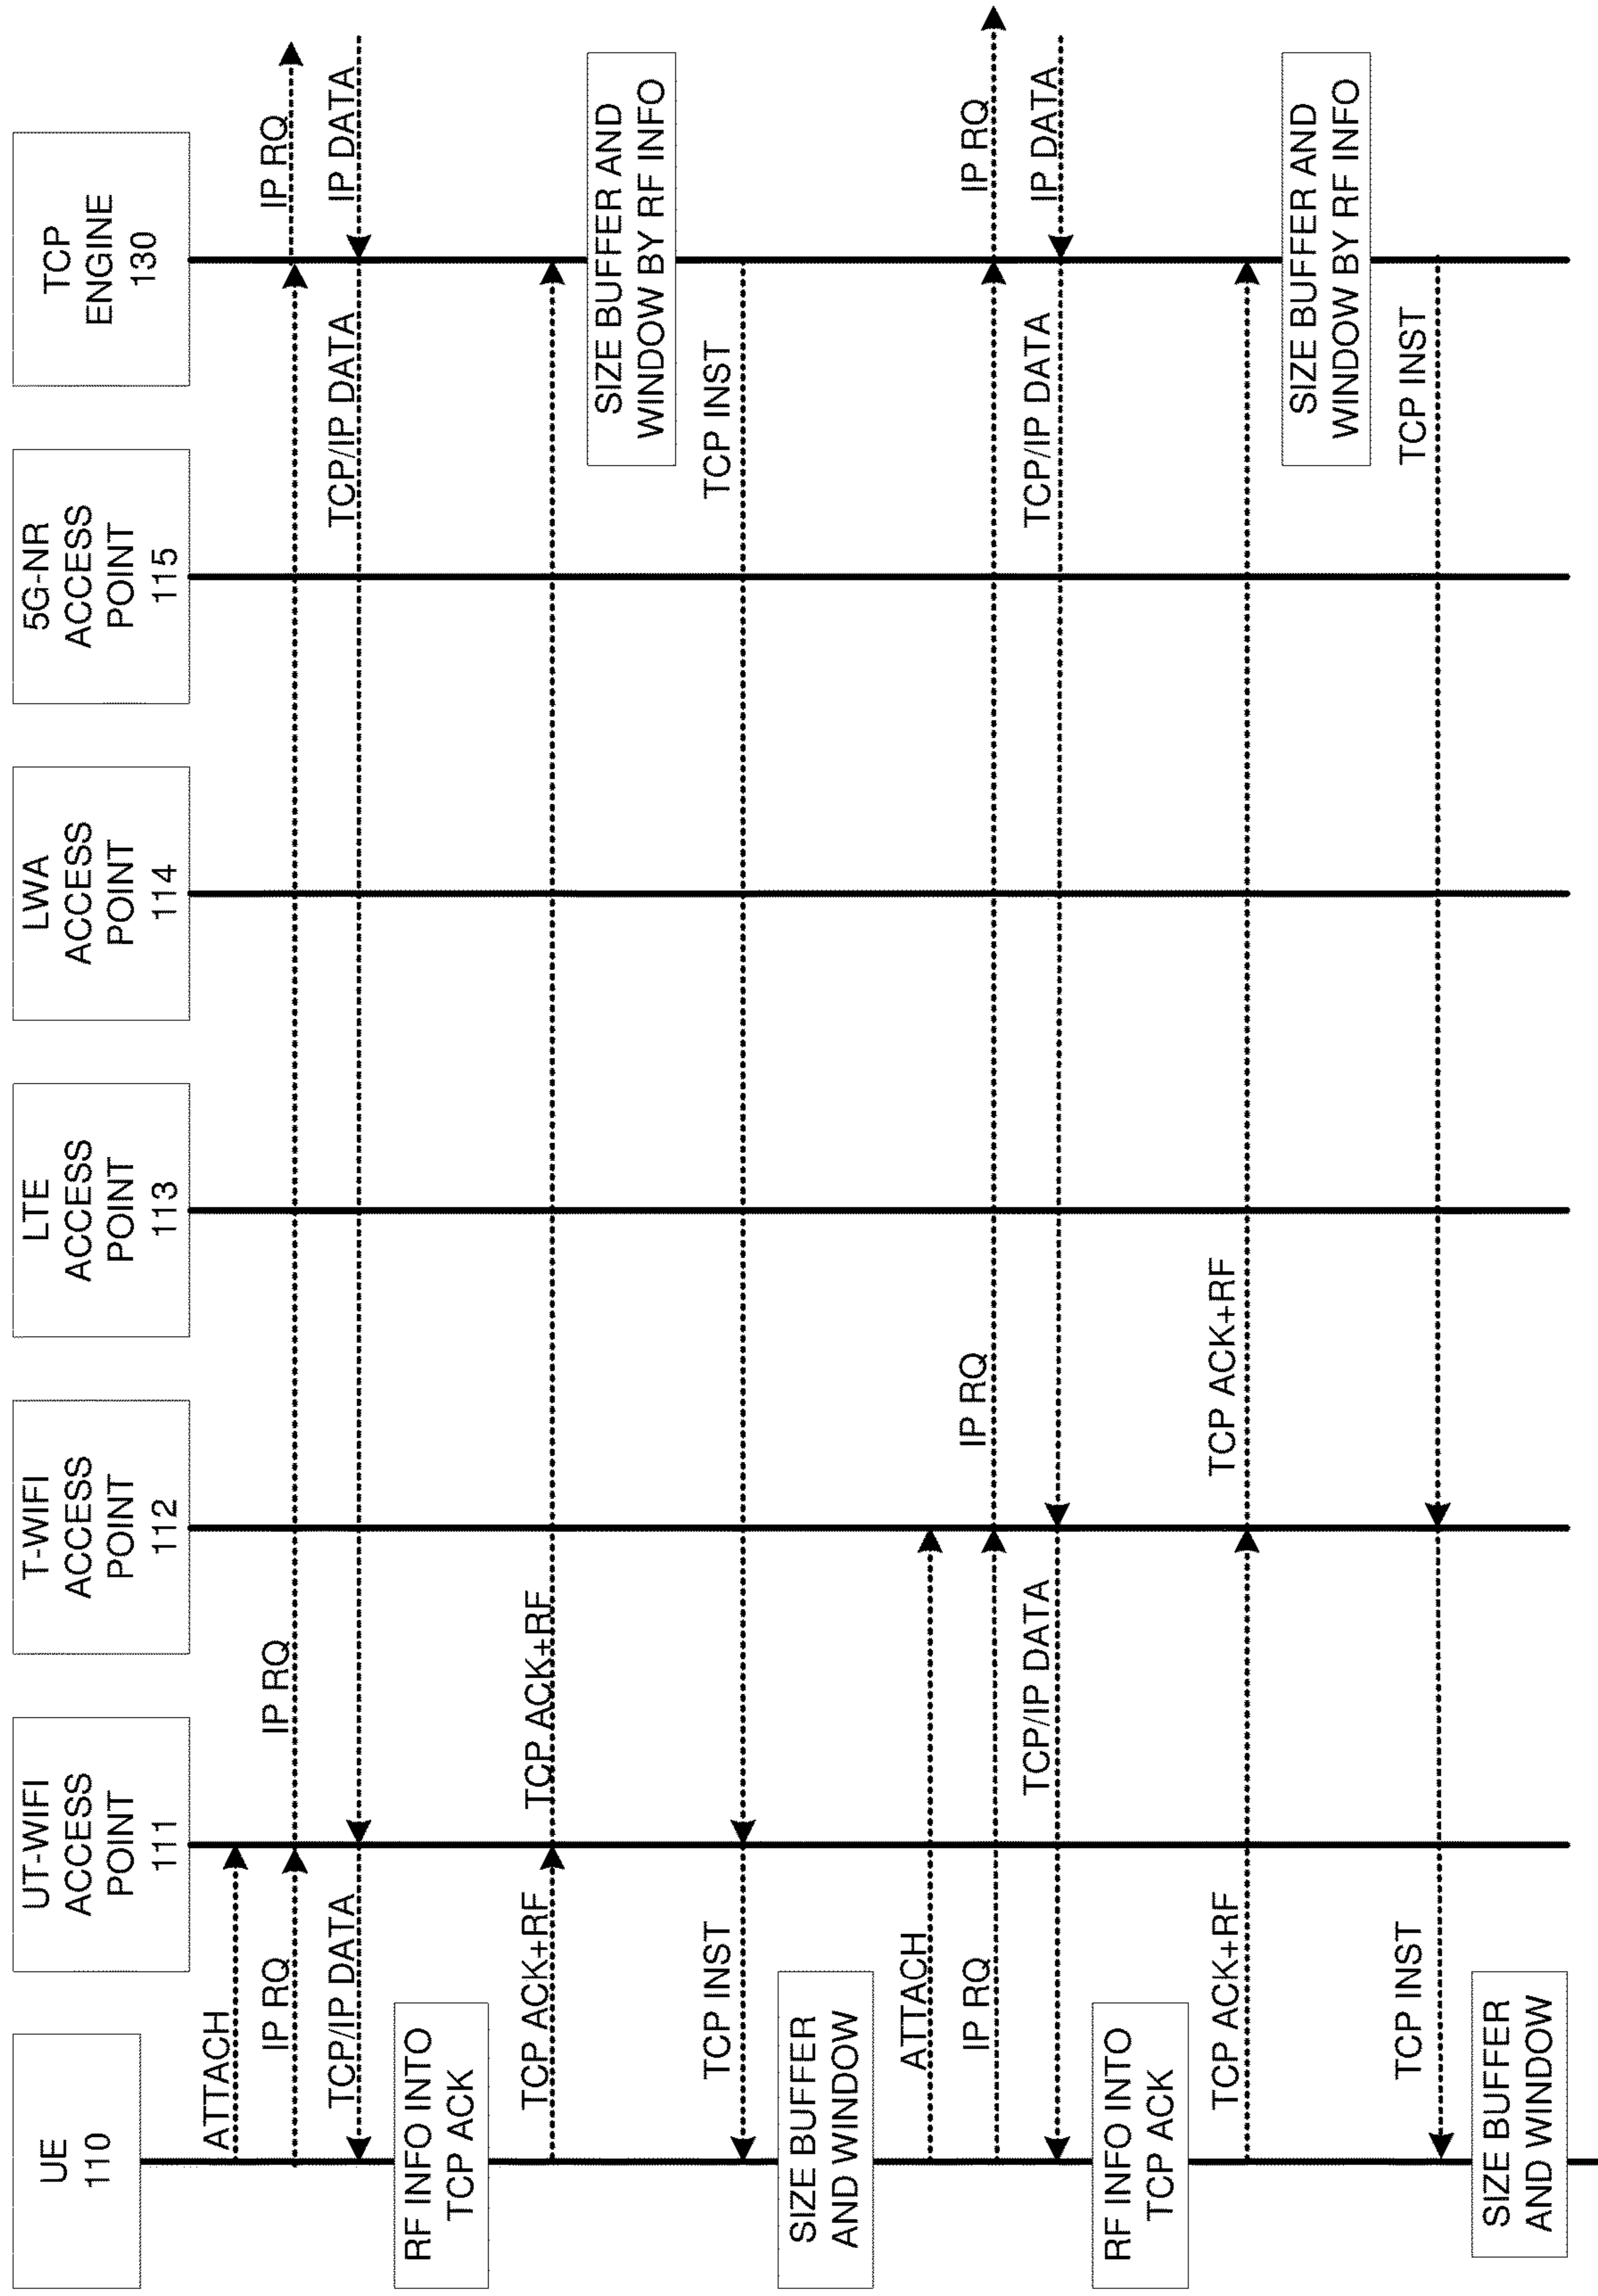 UE
110
UT-WIFI
ACCESS
POINT
111
T-WIFI
ACCESS
POINT
112
LTE
ACCESS
POINT
113
LWA
ACCESS
POINT
114
5G-NR
ACCESS
POINT
115
TCP
ENGINE
130
ATTACH
IP RQ
IP RQ
IP RQ
TCP/IP DATA
TCP/IP DATA
IP DATA
RF INFO INTO
TCP ACK
TCP ACK+RF
TCP ACK+RF
SIZE BUFFER AND
WINDOW BY RF INFO
TCP INST
TCP INST
SIZE BUFFER
AND WINDOW
ATTACH
IP RQ
IP RQ
IP RQ
TCP/IP DATA
TCP/IP DATA
IP DATA
RF INFO INTO
TCP ACK
TCP ACK+RF
TCP ACK+RF
SIZE BUFFER AND
WINDOW BY RF INFO
TCP INST
TCP INST
SIZE BUFFER
AND WINDOW